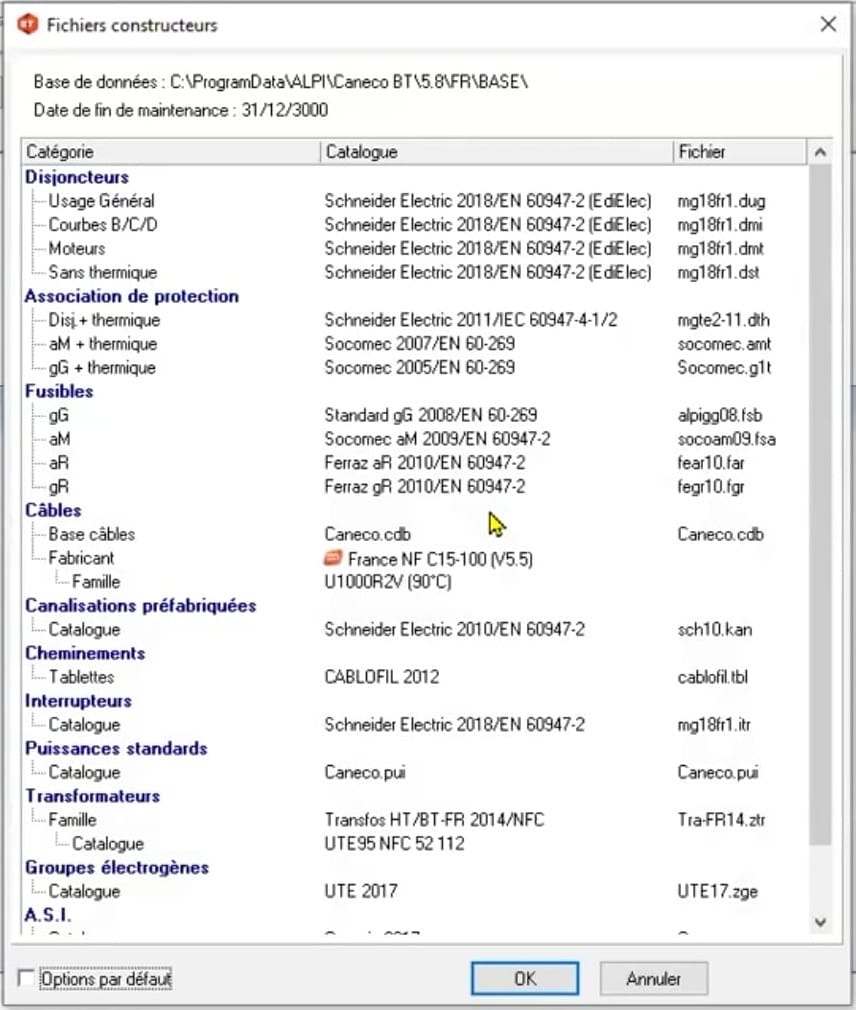 BT Fichiers constructeurs
Base de données : C:\ProgramData\ALPI\Caneco BT\5.8\FR\BASE\
Date de fin de maintenance : 31/12/3000
Catégorie Catalogue Fichier
Disjoncteurs
Usage Général Schneider Electric 2018/EN 60947-2 (EdiElec) mg18fr1.dug
Courbes B/C/D Schneider Electric 2018/EN 60947-2 (EdiElec) mg18fr1.dmi
Moteurs Schneider Electric 2018/EN 60947-2 (EdiElec) mg18fr1.dmt
Sans thermique Schneider Electric 2018/EN 60947-2 (EdiElec) mg18fr1.dst
Association de protection
Disj.+ thermique Schneider Electric 2011/IEC 60947-4-1/2 mgte2-11.dth
aM + thermique Socomec 2007/EN 60-269 socomec.amt
gG + thermique Socomec 2005/EN 60-269 Socomec.g1t
Fusibles
gG Standard gG 2008/EN 60-269 alpigg08.fsb
aM Socomec aM 2009/EN 60947-2 socoam09.fsa
aR Ferraz aR 2010/EN 60947-2 fear10.far
gR Ferraz gR 2010/EN 60947-2 fegr10.fgr
Câbles
Base câbles Caneco.cdb Caneco.cdb
Fabricant France NF C15-100 (V5.5)
Famille U1000R2V (90°C)
Canalisations préfabriquées
Catalogue Schneider Electric 2010/EN 60947-2 sch10.kan
Cheminements
Tablettes CABLOFIL 2012 cablofil.tbl
Interrupteurs
Catalogue Schneider Electric 2018/EN 60947-2 mg18fr1.itr
Puissances standards
Catalogue Caneco.pui Caneco.pui
Transformateurs
Famille Transfos HT/BT-FR 2014/NFC Tra-FR14.ztr
Catalogue UTE95 NFC 52 112
Groupes électrogènes
Catalogue UTE 2017 UTE17.zge
A.S.I.
Options par défaut OK Annuler